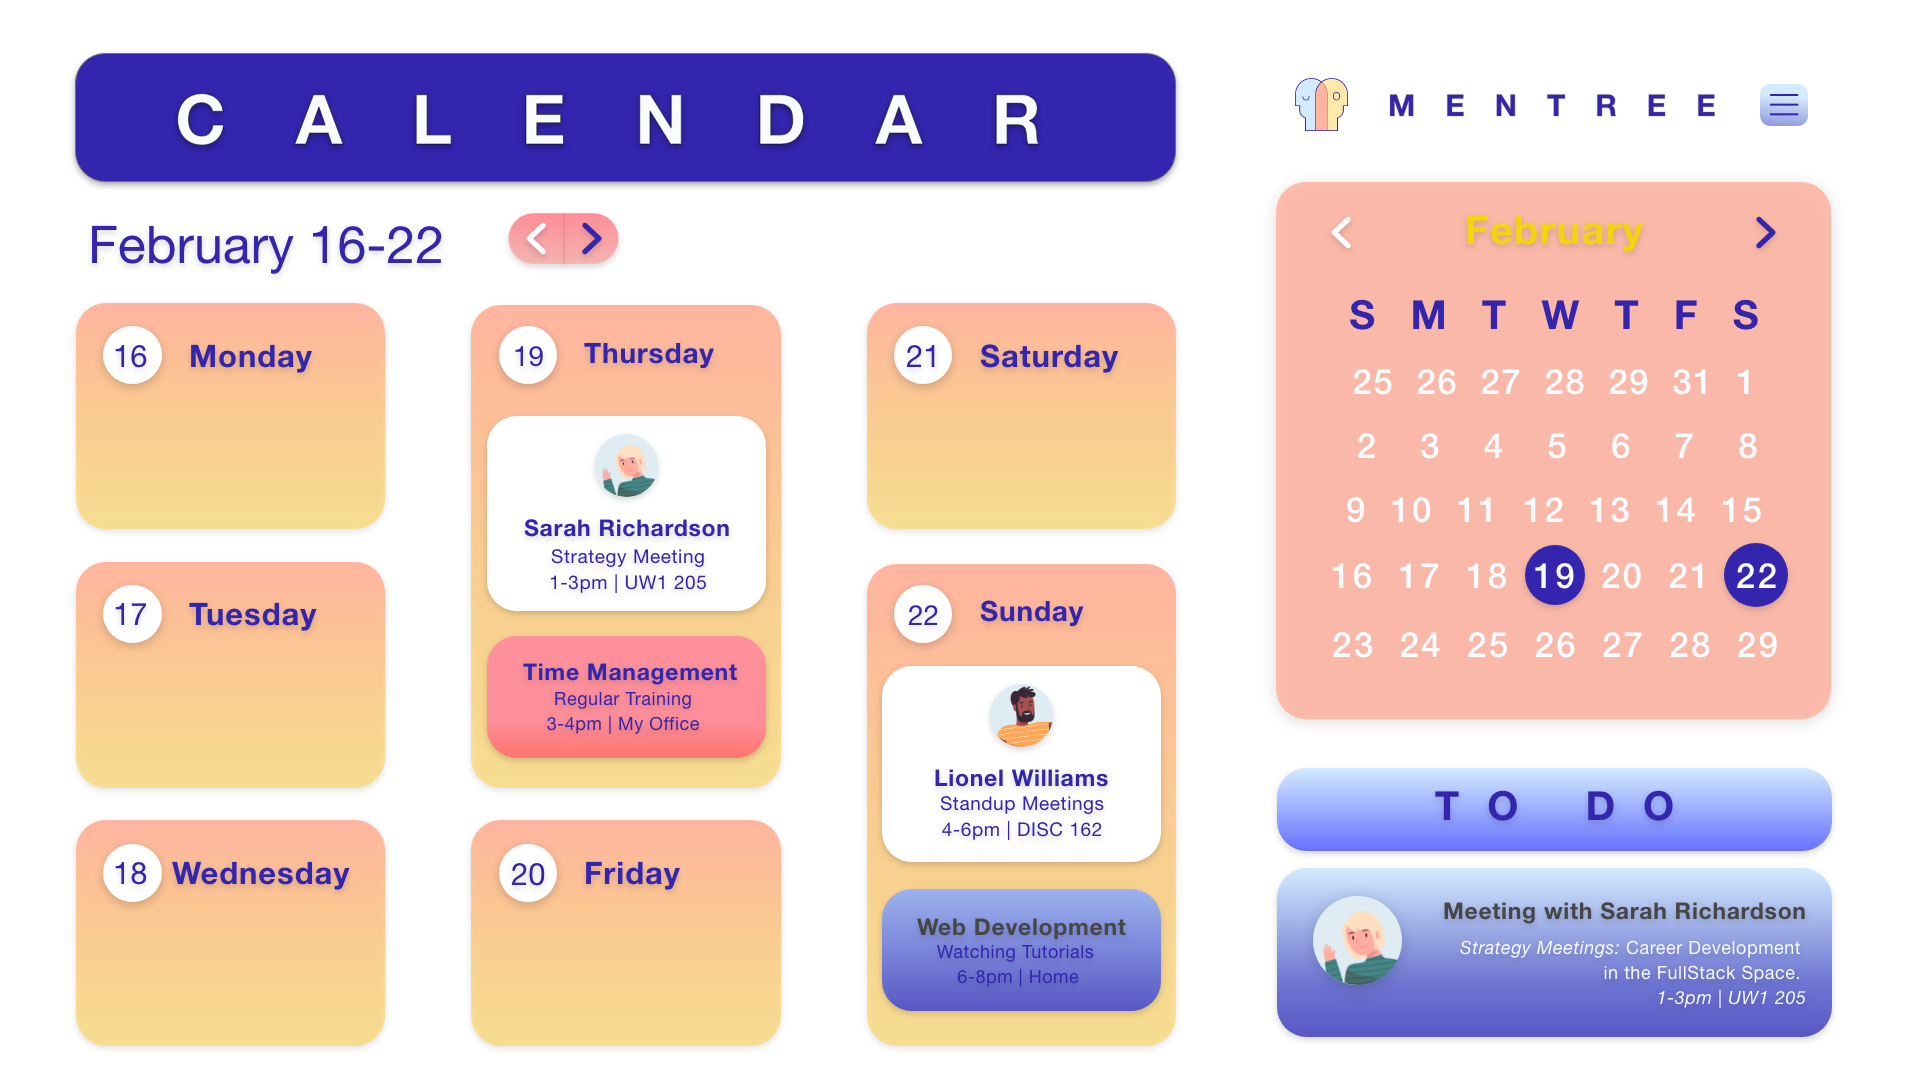 CALENDAR
MENTREE
February 16-22
16 Monday
17 Tuesday
18 Wednesday
19 Thursday
Sarah Richardson
Strategy Meeting
1-3pm | UW1 205
Time Management
Regular Training
3-4pm | My Office
20 Friday
21 Saturday
22 Sunday
Lionel Williams
Standup Meetings
4-6pm | DISC 162
Web Development
Watching Tutorials
6-8pm | Home
February
S M T W T F S
25 26 27 28 29 31 1
2 3 4 5 6 7 8
9 10 11 12 13 14 15
16 17 18 19 20 21 22
23 24 25 26 27 28 29
TO DO
Meeting with Sarah Richardson
Strategy Meetings: Career Development
in the FullStack Space.
1-3pm | UW1 205